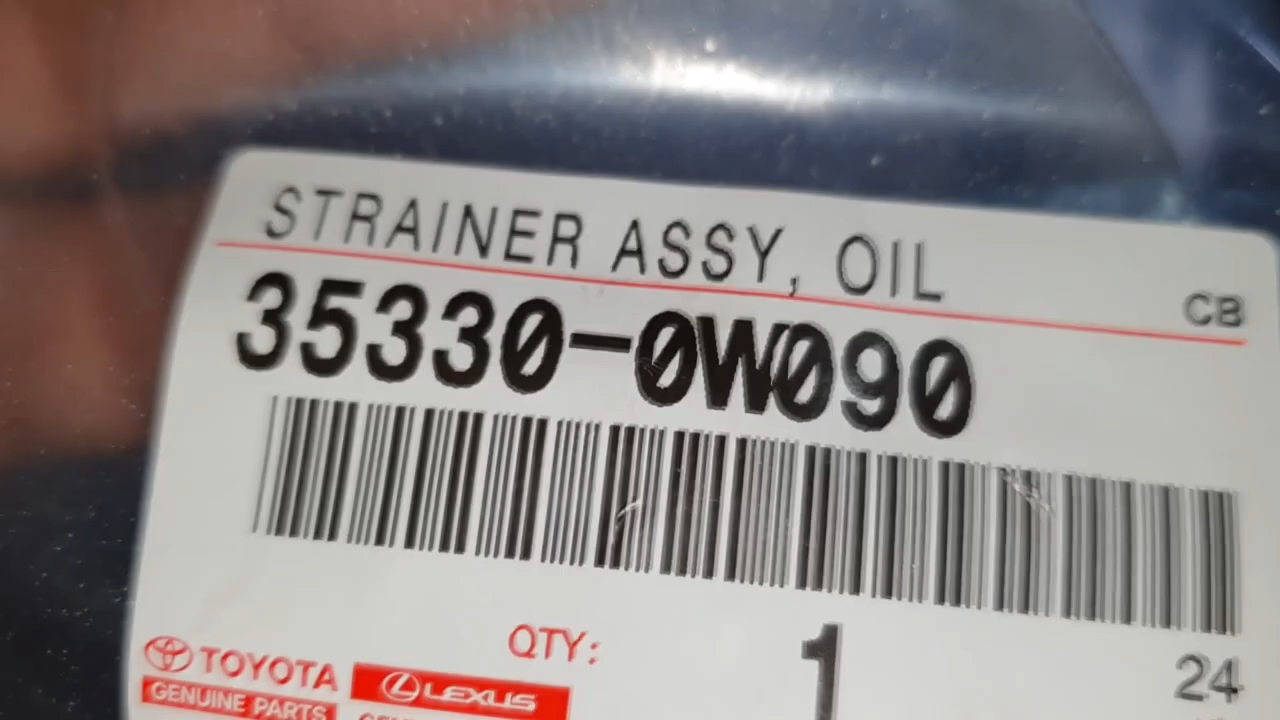 STRAINER ASSY, OIL
CB
35330-0W090
QTY: 1
24
TOYOTA
GENUINE PARTS
LEXUS